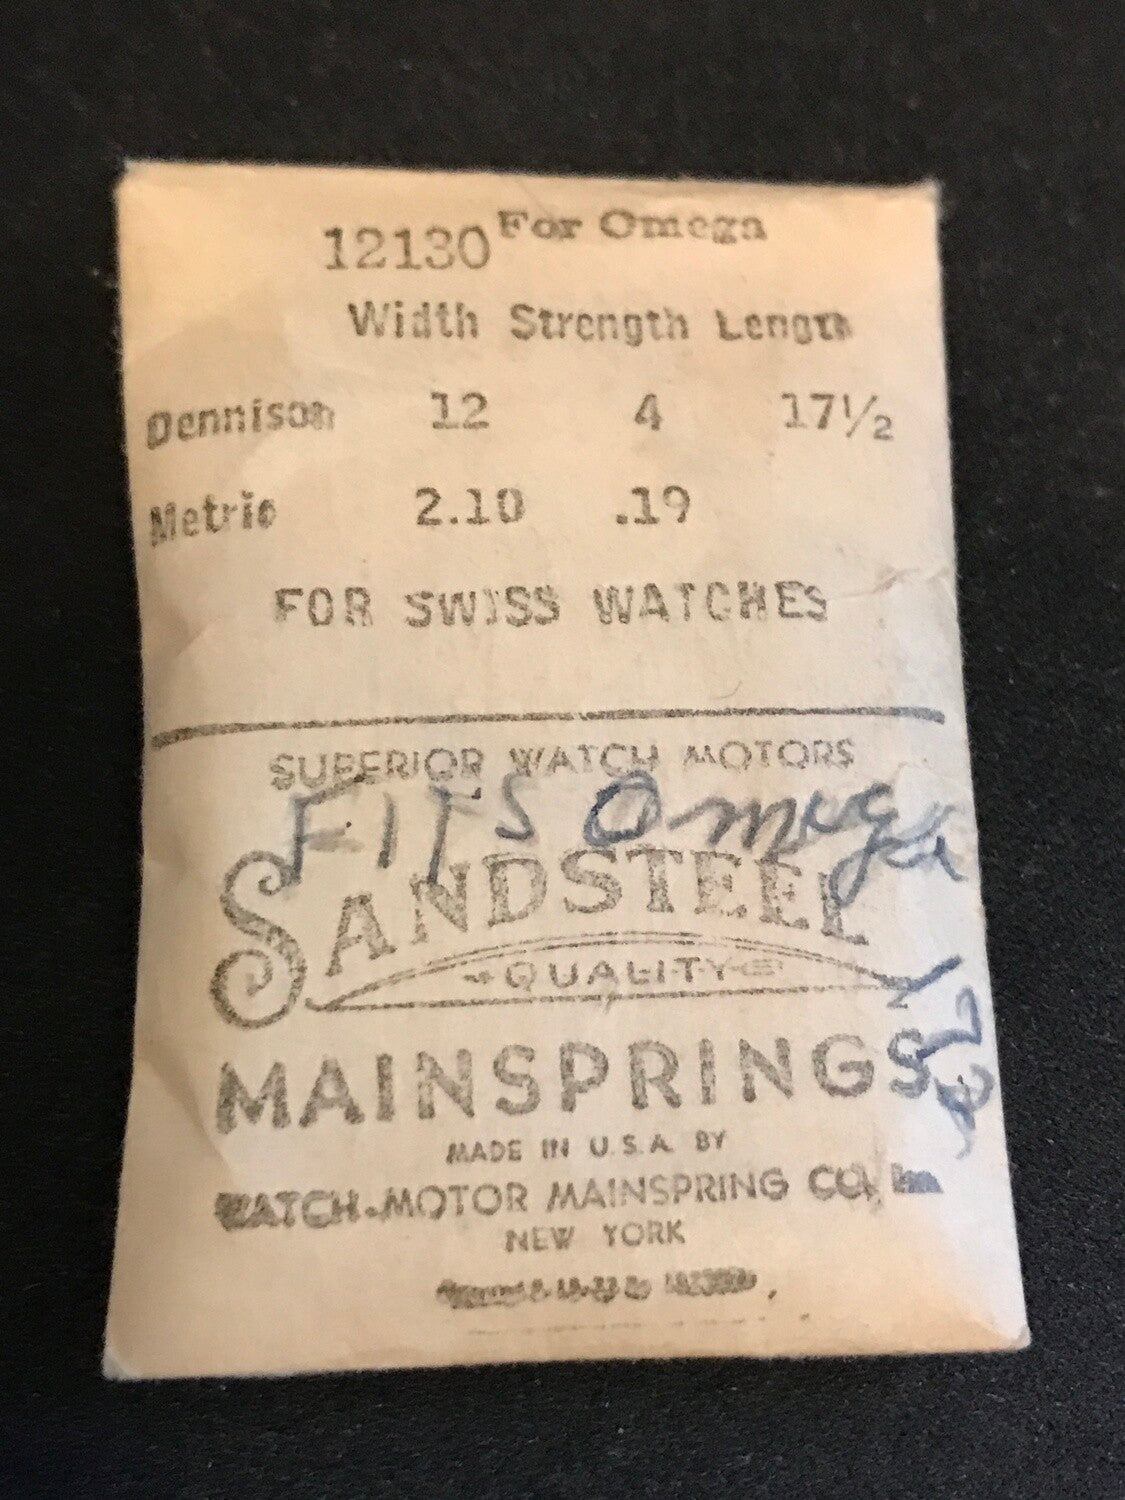 12130 For Omega
Width Strength Length
Dennison 12 4 17½
Metric 2.10 .19
FOR SWISS WATCHES
SUPERIOR WATCH MOTORS
FITS Omega
SANDSTEEL
QUALITY
MAINSPRINGS
MADE IN U.S.A. BY
WATCH-MOTOR MAINSPRING CO., Inc.
NEW YORK